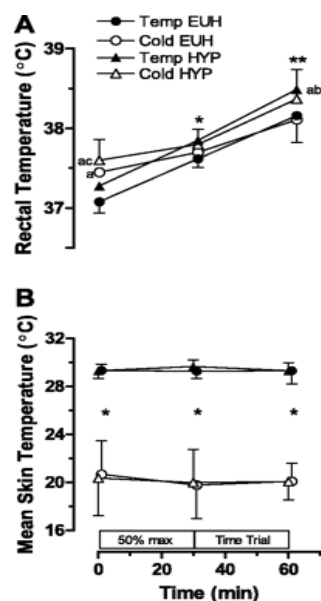 A
Temp EUH
Cold EUH
Temp HYP
Cold HYP
Rectal Temperature (°C)
39
38
37
ac
a
*
**
ab
B
Mean Skin Temperature (°C)
32
28
24
20
16
*
*
*
50% max
Time Trial
0
20
40
60
Time (min)